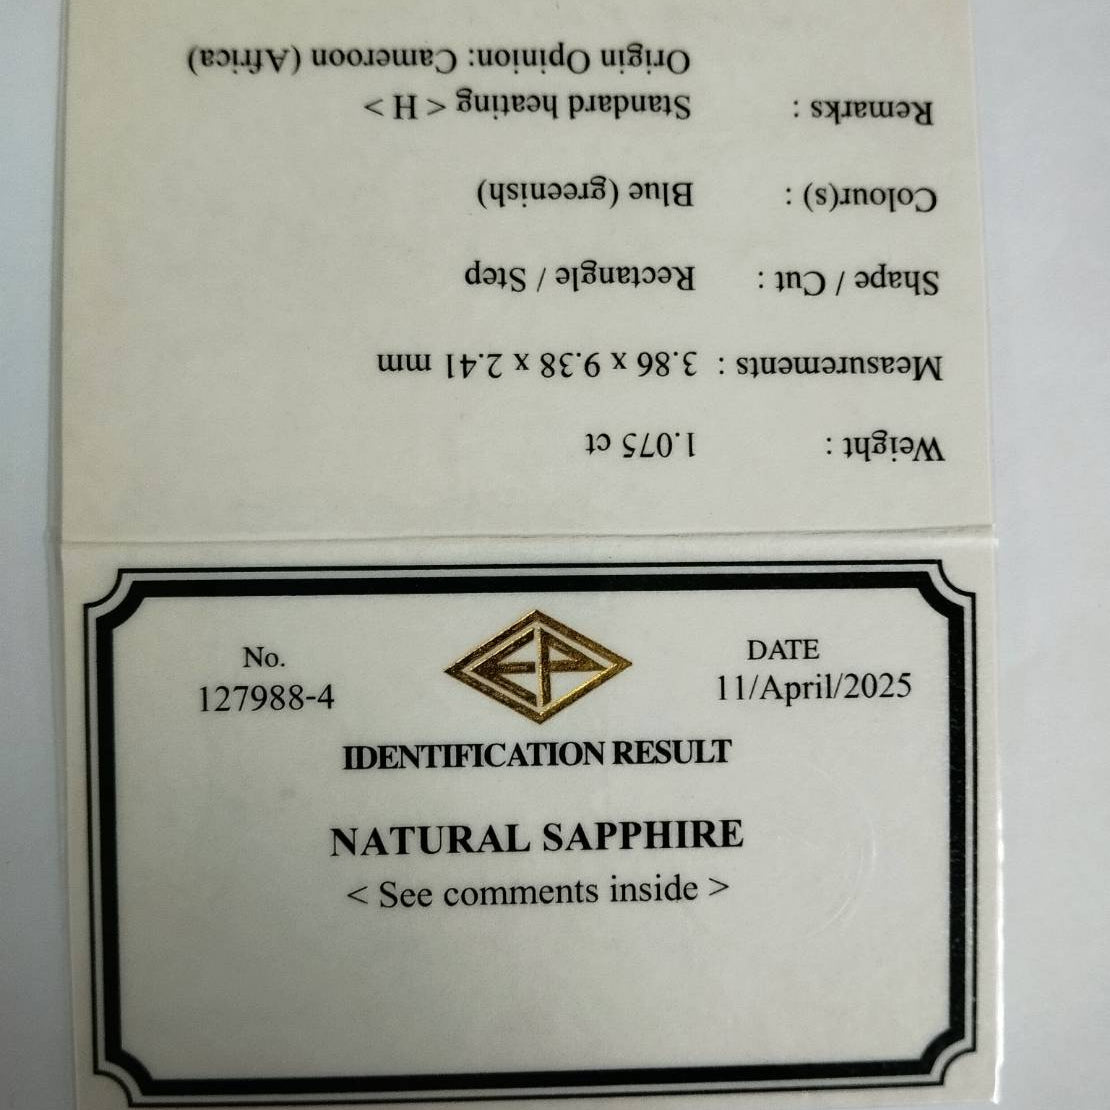 Weight : 1.075 ct
Measurements : 3.86 x 9.38 x 2.41 mm
Shape / Cut : Rectangle / Step
Colour(s) : Blue (greenish)
Remarks : Standard heating < H >
Origin Opinion: Cameroon (Africa)
No.
127988-4
EP
DATE
11/April/2025
IDENTIFICATION RESULT
NATURAL SAPPHIRE
< See comments inside >